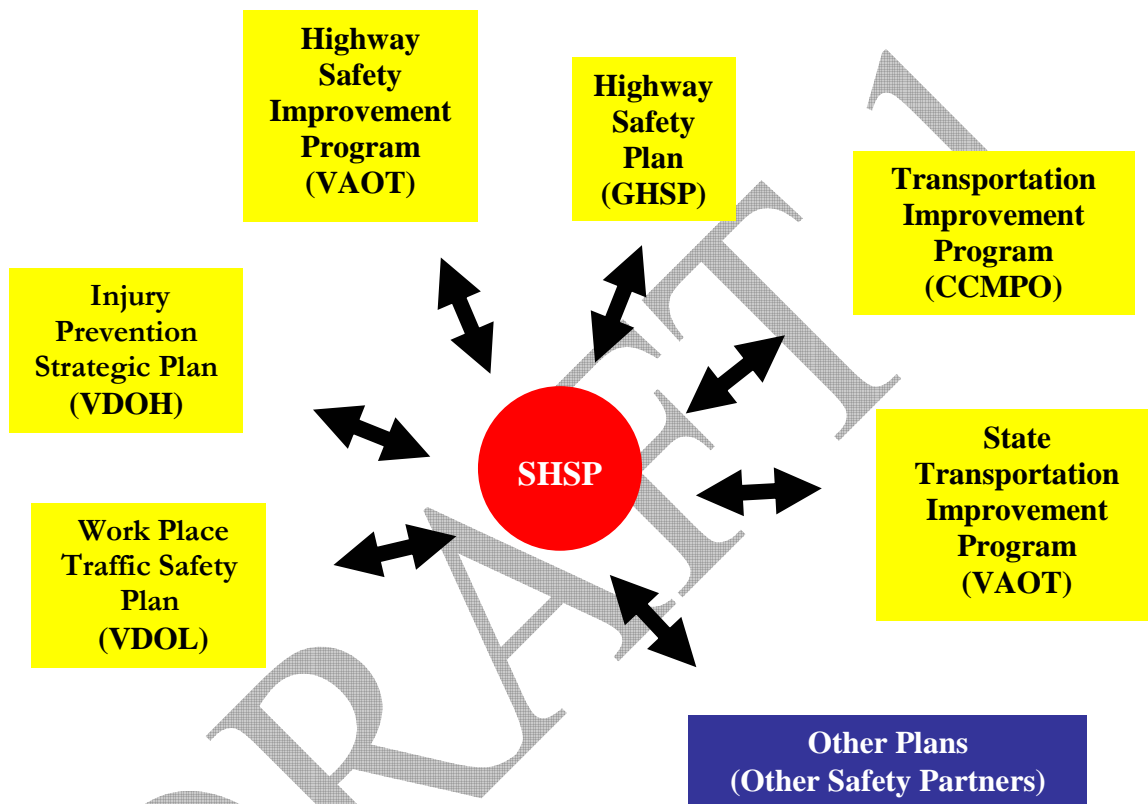 Highway
Safety
Improvement
Program
(VAOT)
Highway
Safety
Plan
(GHSP)
Transportation
Improvement
Program
(CCMPO)
Injury
Prevention
Strategic Plan
(VDOH)
SHSP
State
Transportation
Improvement
Program
(VAOT)
Work Place
Traffic Safety
Plan
(VDOL)
Other Plans
(Other Safety Partners)
DRAFT 1